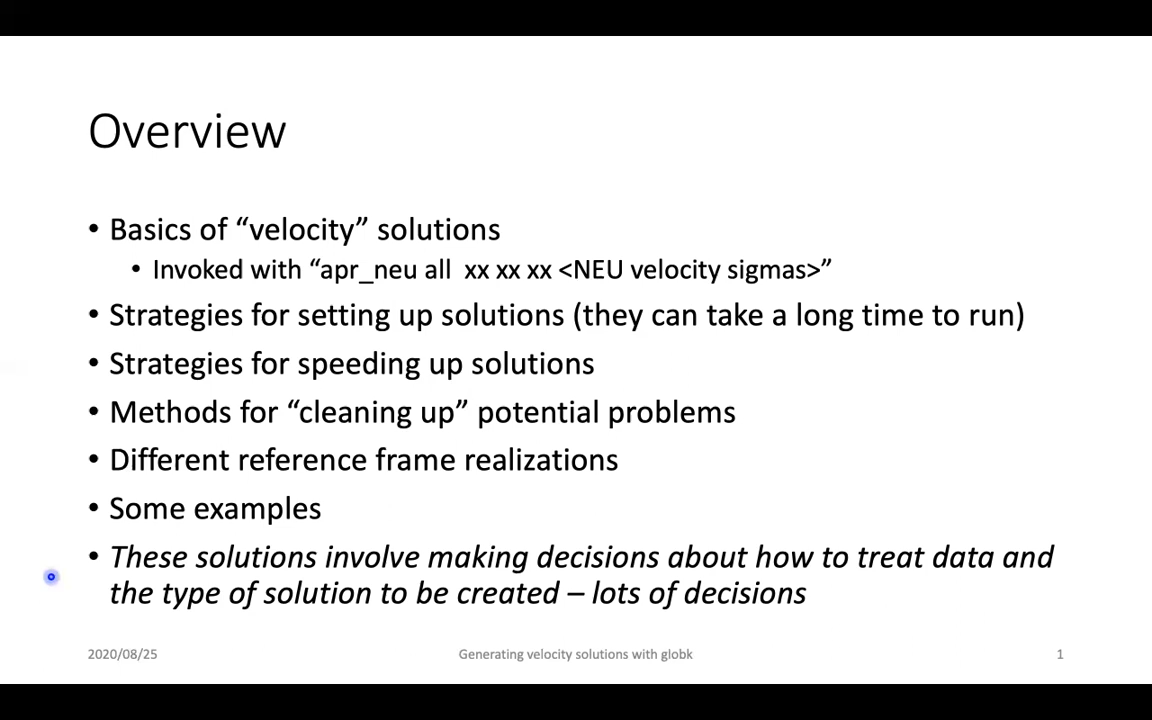 Overview
• Basics of “velocity” solutions
• Invoked with “apr_neu all  xx xx xx <NEU velocity sigmas>”
• Strategies for setting up solutions (they can take a long time to run)
• Strategies for speeding up solutions
• Methods for “cleaning up” potential problems
• Different reference frame realizations
• Some examples
• These solutions involve making decisions about how to treat data and
the type of solution to be created – lots of decisions
2020/08/25
Generating velocity solutions with globk
1